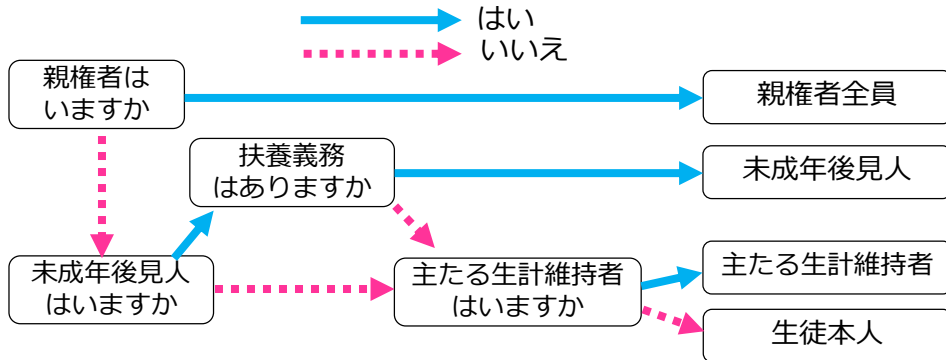 はい
いいえ
親権者は
いますか
親権者全員
扶養義務
はありますか
未成年後見人
未成年後見人
はいますか
主たる生計維持者
はいますか
主たる生計維持者
生徒本人